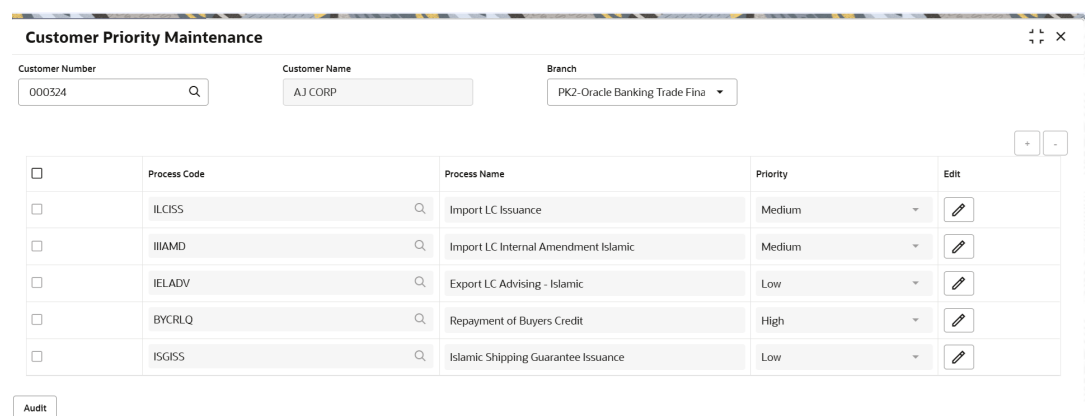 Customer Priority Maintenance
Customer Number Customer Name Branch
000324 AJ CORP PK2-Oracle Banking Trade Fina
+ -
Process Code Process Name Priority Edit
ILCISS Import LC Issuance Medium
IIIAMD Import LC Internal Amendment Islamic Medium
IELADV Export LC Advising - Islamic Low
BYCRLQ Repayment of Buyers Credit High
ISGISS Islamic Shipping Guarantee Issuance Low
Audit